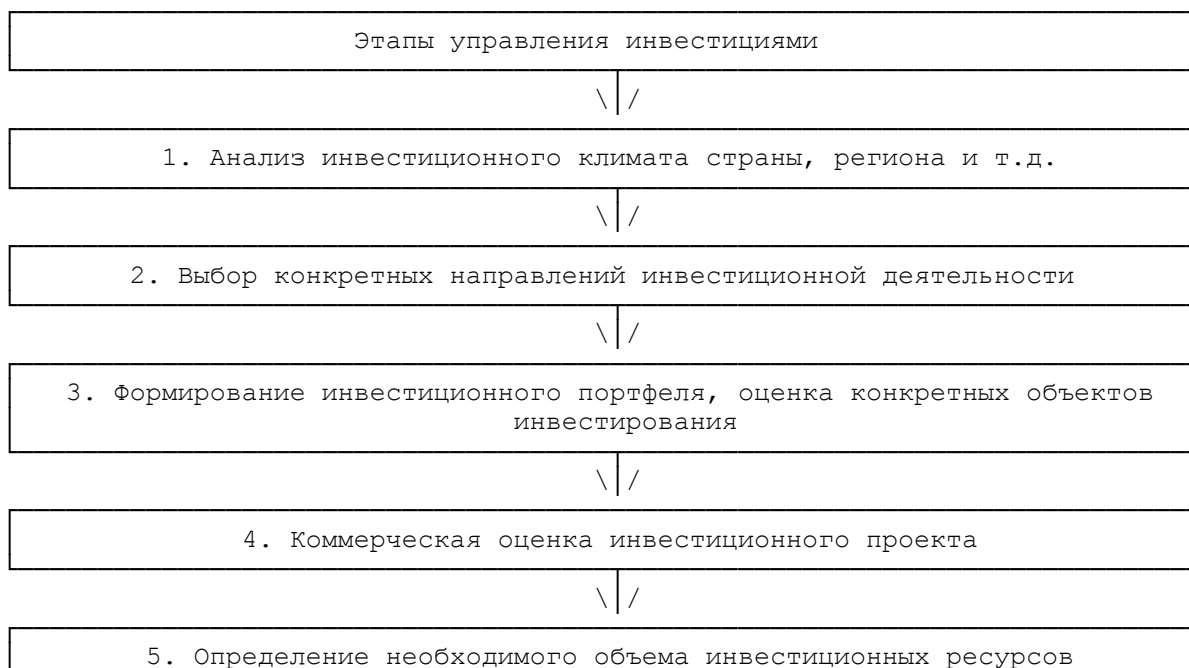 Этапы управления инвестициями
1. Анализ инвестиционного климата страны, региона и т.д.
2. Выбор конкретных направлений инвестиционной деятельности
3. Формирование инвестиционного портфеля, оценка конкретных объектов
инвестирования
4. Коммерческая оценка инвестиционного проекта
5. Определение необходимого объема инвестиционных ресурсов